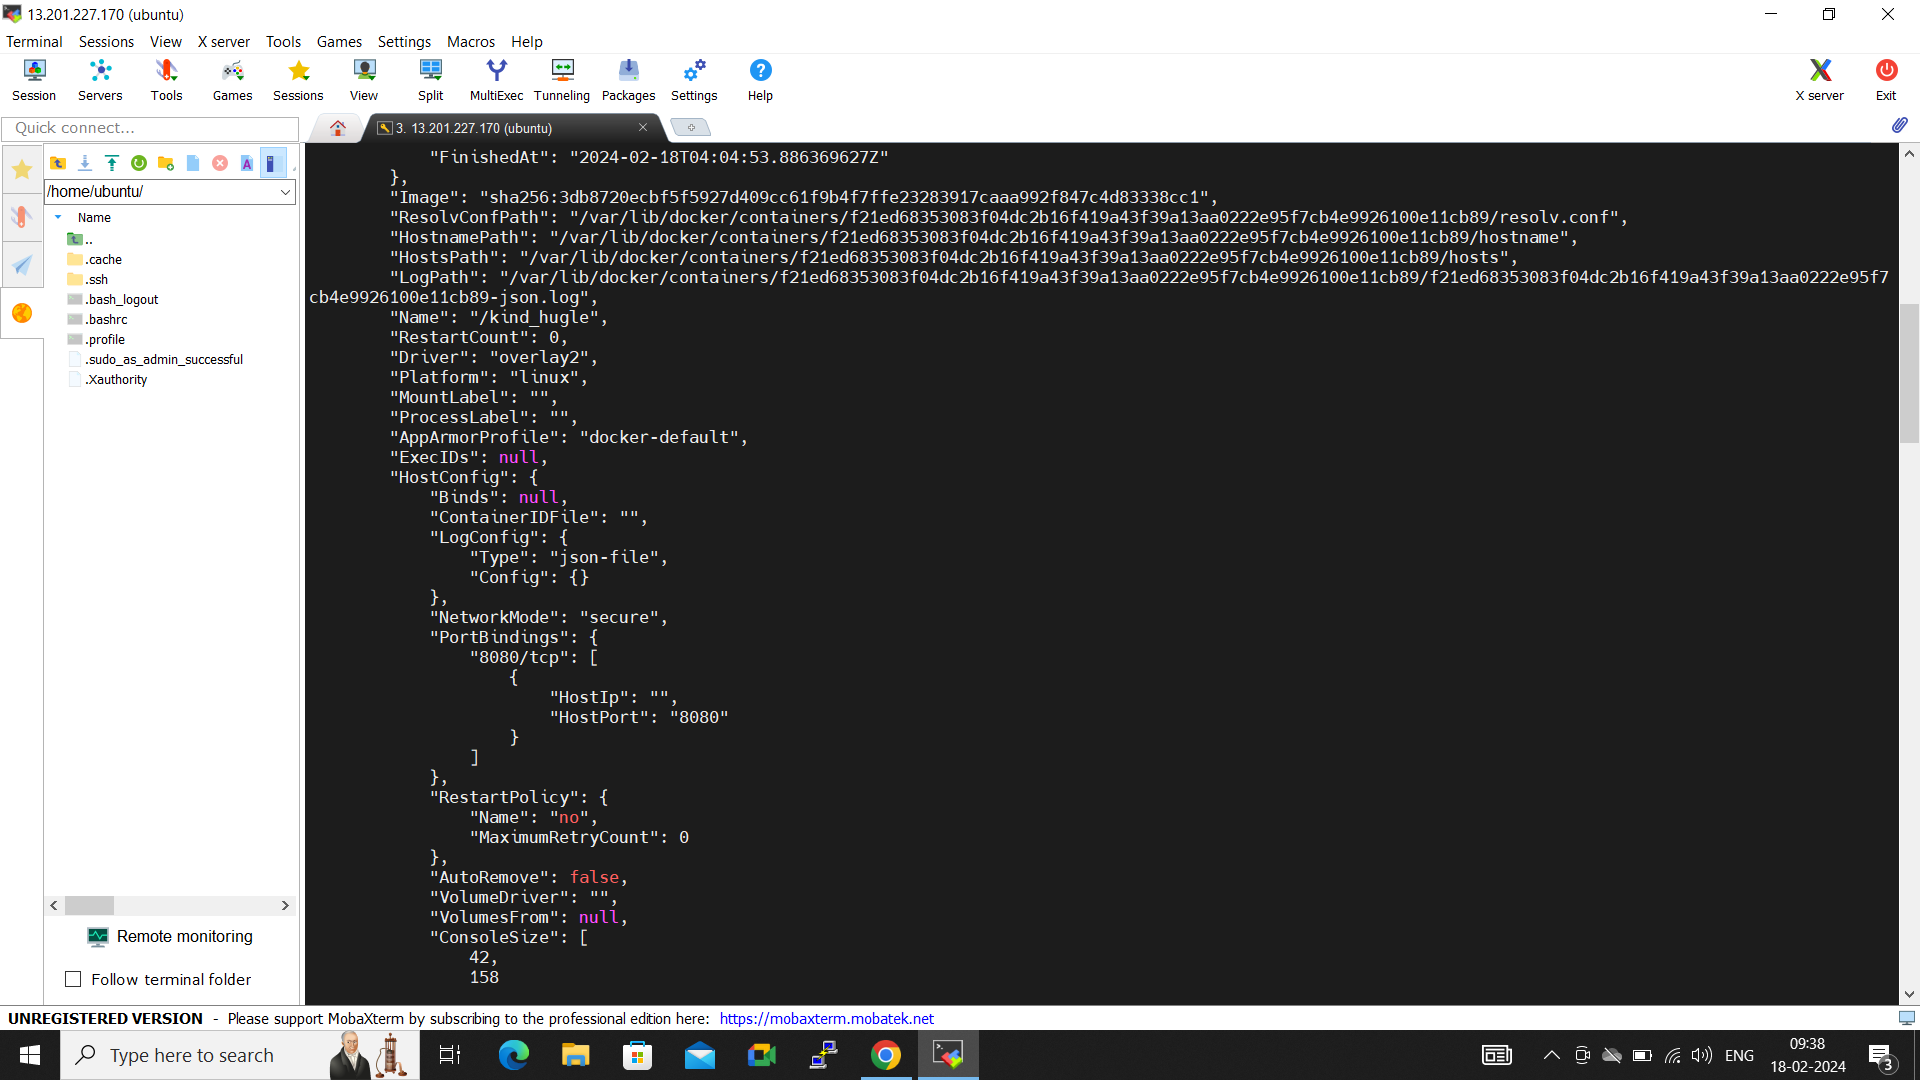 13.201.227.170 (ubuntu)
Terminal Sessions View X server Tools Games Settings Macros Help
Session Servers Tools Games Sessions View Split MultiExec Tunneling Packages Settings Help X server Exit
Quick connect...
3. 13.201.227.170 (ubuntu)
/home/ubuntu/
Name
..
.cache
.ssh
.bash_logout
.bashrc
.profile
.sudo_as_admin_successful
.Xauthority
Remote monitoring
Follow terminal folder
"FinishedAt": "2024-02-18T04:04:53.886369627Z"
},
"Image": "sha256:3db8720ecbf5f5927d409cc61f9b4f7ffe23283917caaa992f847c4d83338cc1",
"ResolvConfPath": "/var/lib/docker/containers/f21ed68353083f04dc2b16f419a43f39a13aa0222e95f7cb4e9926100e11cb89/resolv.conf",
"HostnamePath": "/var/lib/docker/containers/f21ed68353083f04dc2b16f419a43f39a13aa0222e95f7cb4e9926100e11cb89/hostname",
"HostsPath": "/var/lib/docker/containers/f21ed68353083f04dc2b16f419a43f39a13aa0222e95f7cb4e9926100e11cb89/hosts",
"LogPath": "/var/lib/docker/containers/f21ed68353083f04dc2b16f419a43f39a13aa0222e95f7cb4e9926100e11cb89/f21ed68353083f04dc2b16f419a43f39a13aa0222e95f7
cb4e9926100e11cb89-json.log",
"Name": "/kind_hugle",
"RestartCount": 0,
"Driver": "overlay2",
"Platform": "linux",
"MountLabel": "",
"ProcessLabel": "",
"AppArmorProfile": "docker-default",
"ExecIDs": null,
"HostConfig": {
"Binds": null,
"ContainerIDFile": "",
"LogConfig": {
"Type": "json-file",
"Config": {}
},
"NetworkMode": "secure",
"PortBindings": {
"8080/tcp": [
{
"HostIp": "",
"HostPort": "8080"
}
]
},
"RestartPolicy": {
"Name": "no",
"MaximumRetryCount": 0
},
"AutoRemove": false,
"VolumeDriver": "",
"VolumesFrom": null,
"ConsoleSize": [
42,
158
UNREGISTERED VERSION - Please support MobaXterm by subscribing to the professional edition here: https://mobaxterm.mobatek.net
Type here to search
ENG
09:38
18-02-2024
3